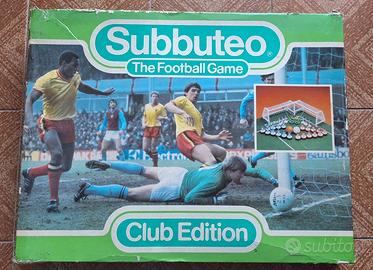 Subbuteo®
The Football Game
Club Edition
subito